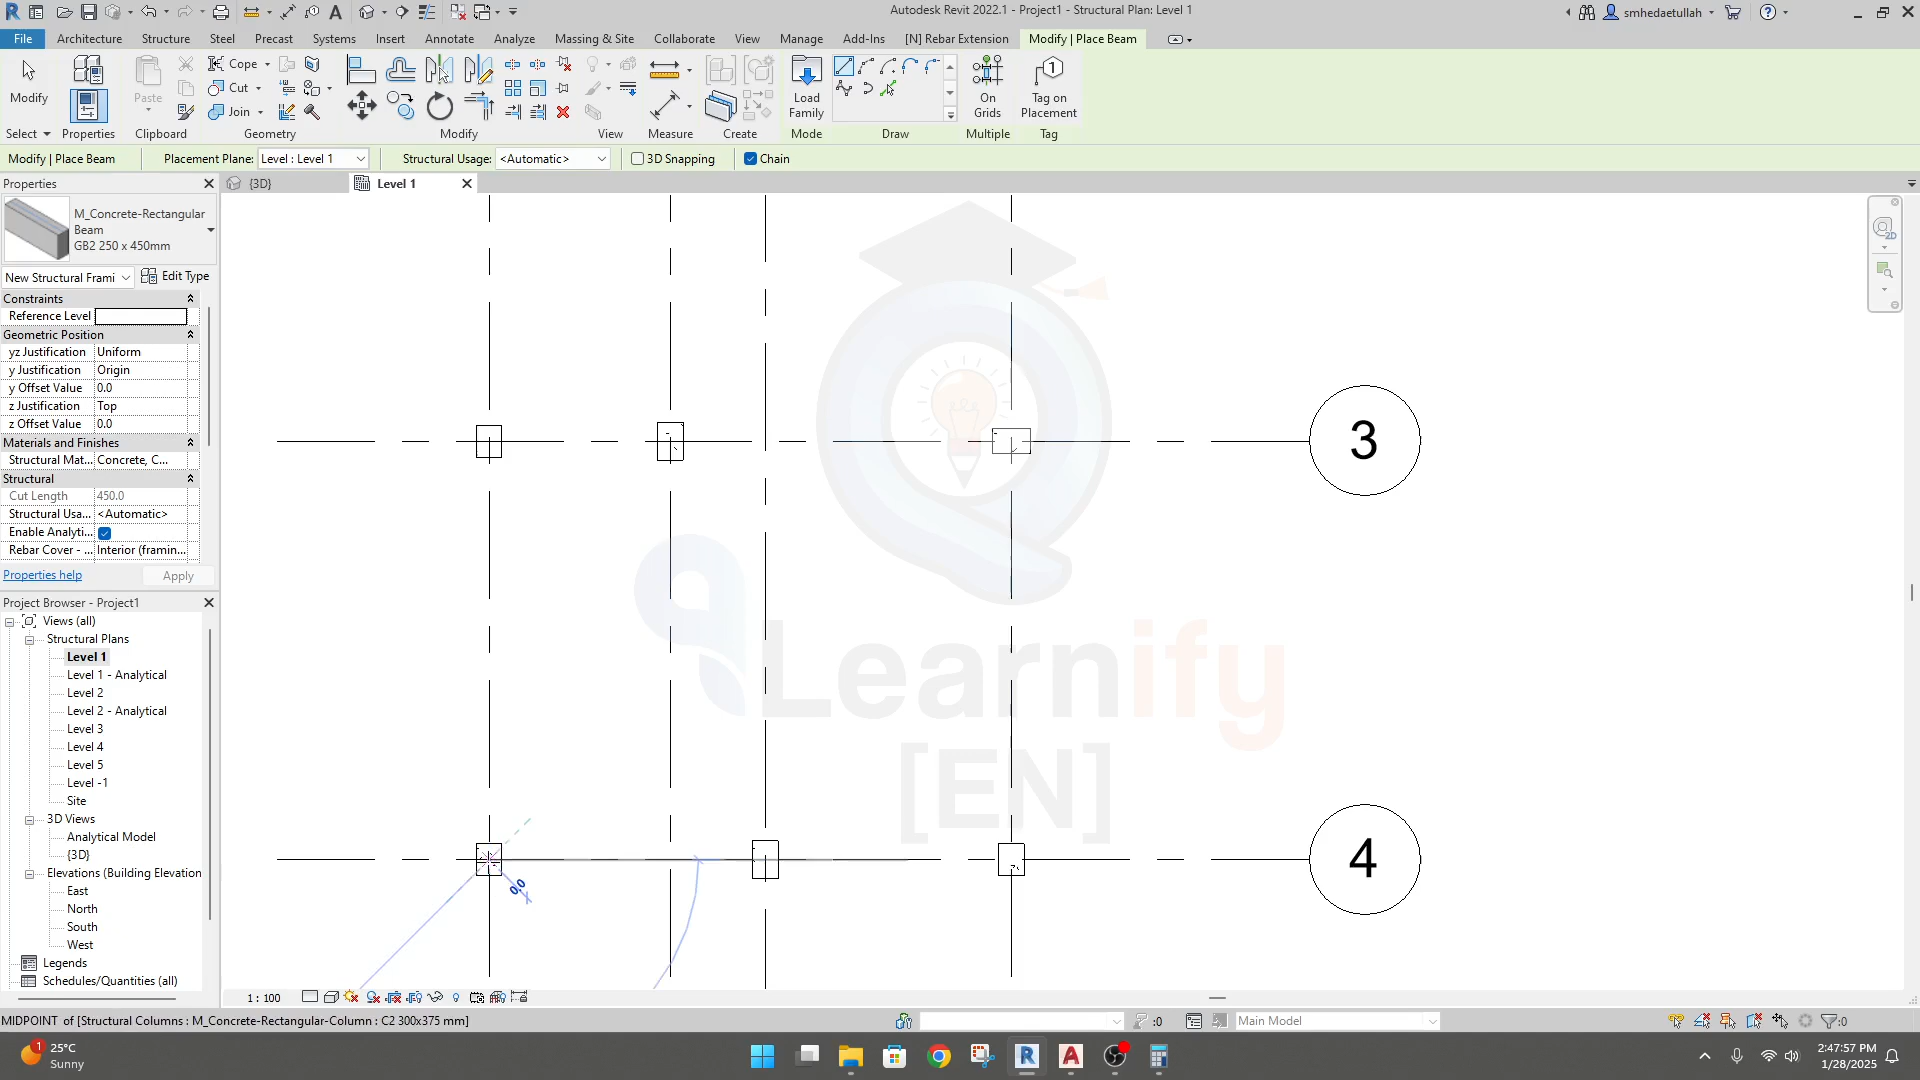 Autodesk Revit 2022.1 - Project1 - Structural Plan: Level 1
smhedaetullah
File Architecture Structure Steel Precast Systems Insert Annotate Analyze Massing & Site Collaborate View Manage Add-Ins [N] Rebar Extension Modify | Place Beam
Modify
Properties
Paste
Cope
Cut
Join
Load Family
On Grids
Tag on Placement
Select Properties Clipboard Geometry Modify View Measure Create Mode Draw Multiple Tag
Modify | Place Beam Placement Plane: Level : Level 1 Structural Usage: <Automatic> 3D Snapping Chain
Properties
{3D}
Level 1
M_Concrete-Rectangular
Beam
GB2 250 x 450mm
New Structural Frami Edit Type
Constraints
Reference Level
Geometric Position
yz Justification Uniform
y Justification Origin
y Offset Value 0.0
z Justification Top
z Offset Value 0.0
Materials and Finishes
Structural Mat... Concrete, C...
Structural
Cut Length 450.0
Structural Usa... <Automatic>
Enable Analyti...
Rebar Cover - ... Interior (framin...
Properties help Apply
Project Browser - Project1
Views (all)
Structural Plans
Level 1
Level 1 - Analytical
Level 2
Level 2 - Analytical
Level 3
Level 4
Level 5
Level -1
Site
3D Views
Analytical Model
{3D}
Elevations (Building Elevation
East
North
South
West
Legends
Schedules/Quantities (all)
3
Learnify
[EN]
4
0.0
2D
1 : 100
MIDPOINT of [Structural Columns : M_Concrete-Rectangular-Column : C2 300x375 mm]
:0
Main Model
:0
1
25°C
Sunny
2:47:57 PM
1/28/2025